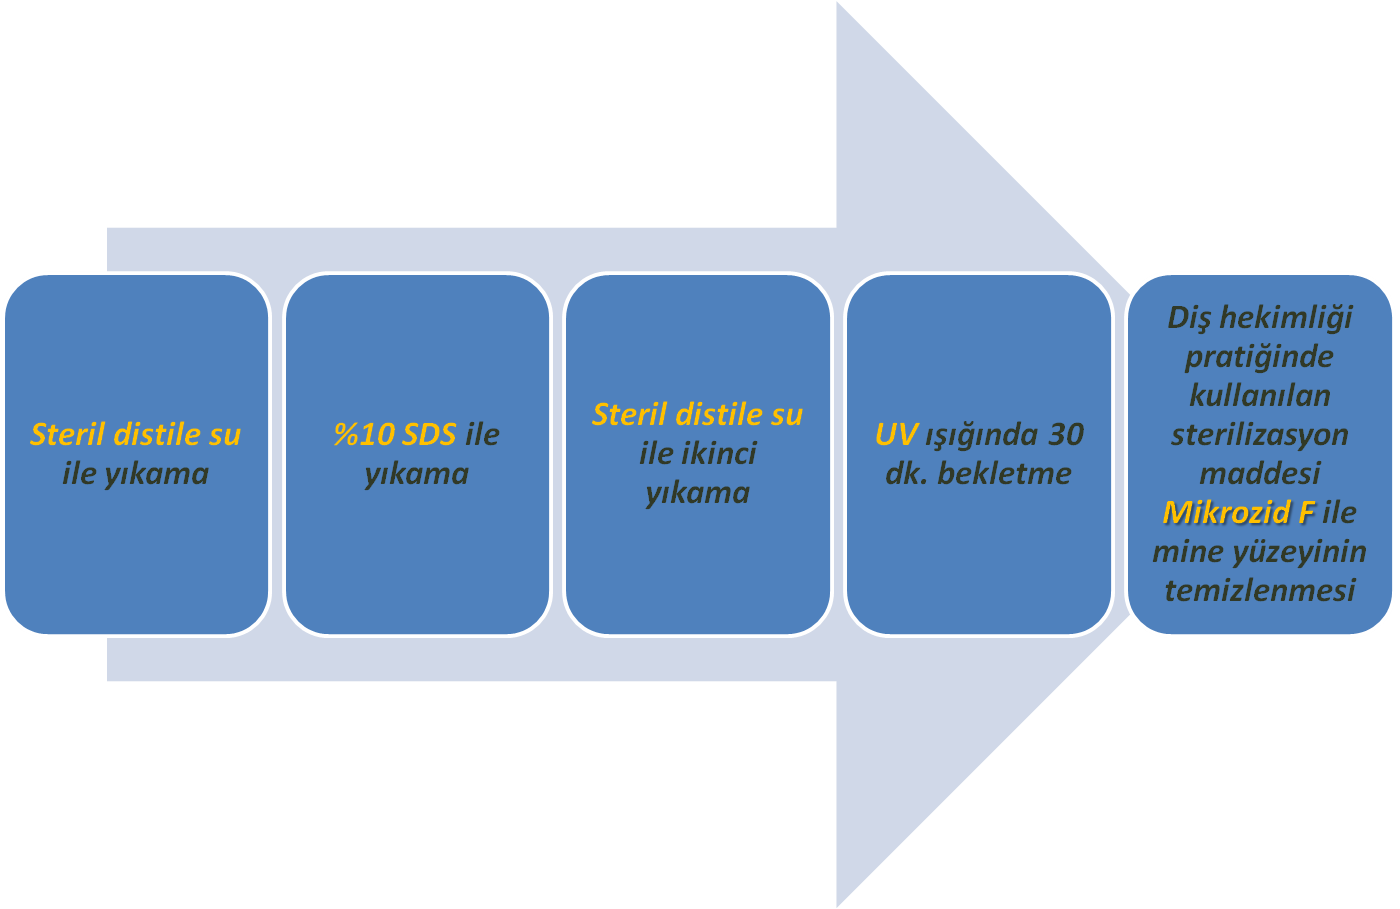 Steril distile su
ile yıkama
%10 SDS ile
yıkama
Steril distile su
ile ikinci
yıkama
UV ışığında 30
dk. bekletme
Diş hekimliği
pratiğinde
kullanılan
sterilizasyon
maddesi
Mikrozid F ile
mine yüzeyinin
temizlenmesi